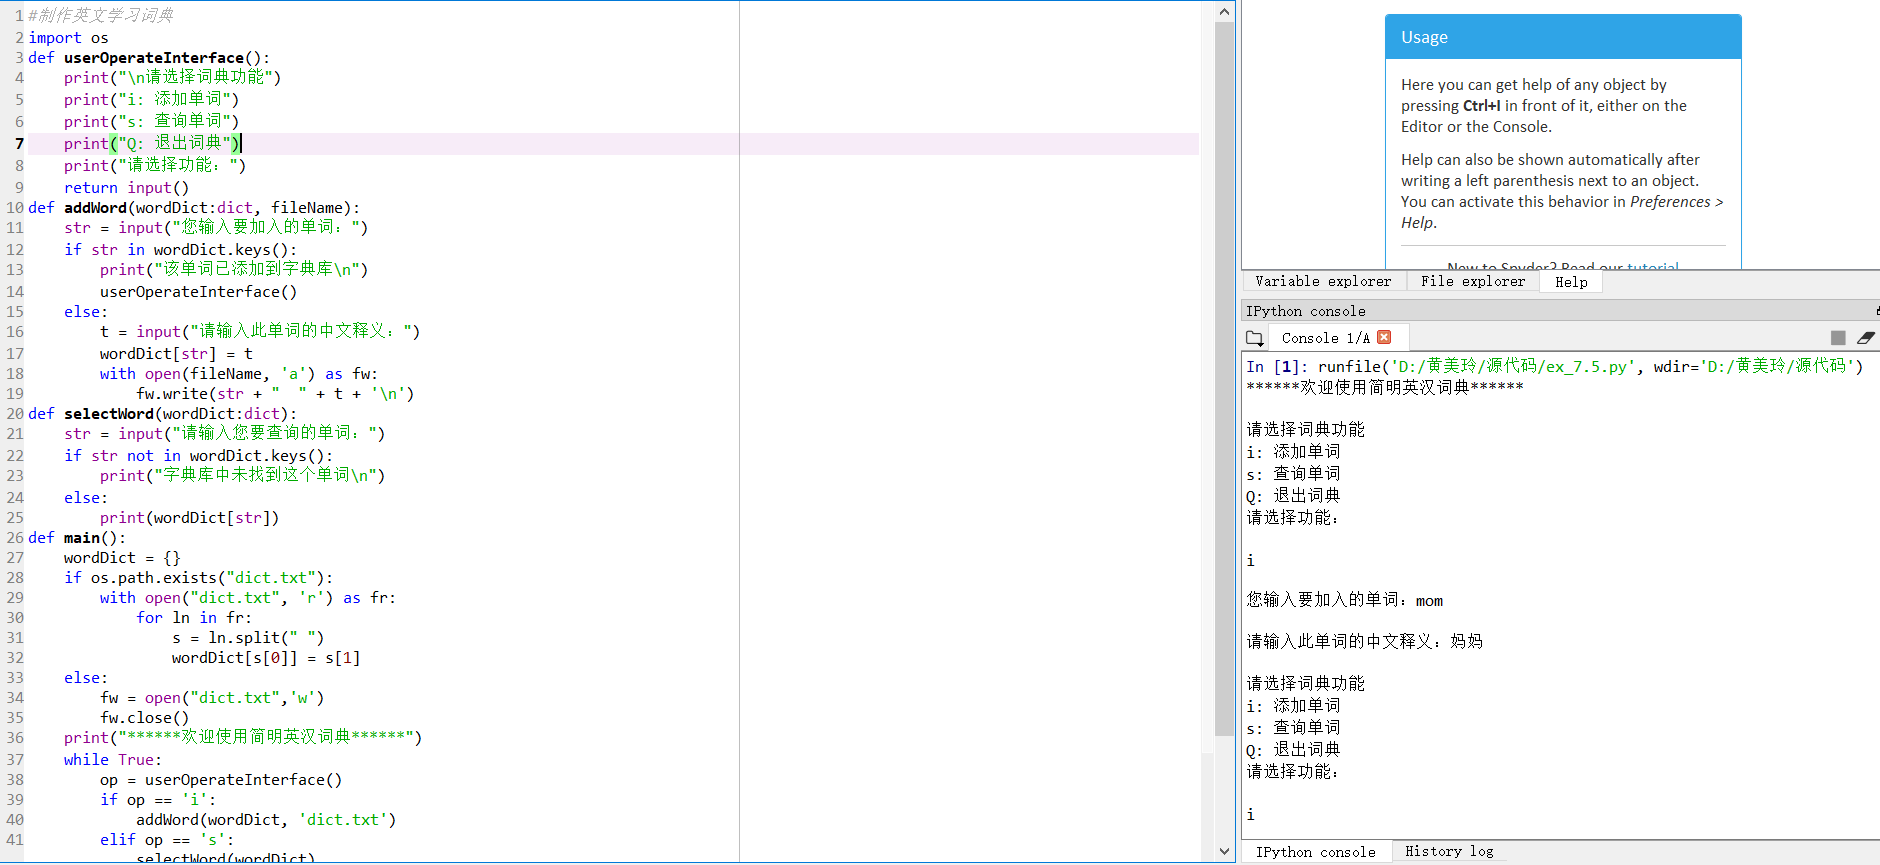 1 #制作英文学习词典
2 import os
3 def userOperateInterface():
4     print("\n请选择词典功能")
5     print("i: 添加单词")
6     print("s: 查询单词")
7     print("Q: 退出词典")
8     print("请选择功能：")
9     return input()
10 def addWord(wordDict:dict, fileName):
11     str = input("您输入要加入的单词：")
12     if str in wordDict.keys():
13         print("该单词已添加到字典库\n")
14         userOperateInterface()
15     else:
16         t = input("请输入此单词的中文释义：")
17         wordDict[str] = t
18         with open(fileName, 'a') as fw:
19             fw.write(str + "  " + t + '\n')
20 def selectWord(wordDict:dict):
21     str = input("请输入您要查询的单词：")
22     if str not in wordDict.keys():
23         print("字典库中未找到这个单词\n")
24     else:
25         print(wordDict[str])
26 def main():
27     wordDict = {}
28     if os.path.exists("dict.txt"):
29         with open("dict.txt", 'r') as fr:
30             for ln in fr:
31                 s = ln.split(" ")
32                 wordDict[s[0]] = s[1]
33     else:
34         fw = open("dict.txt",'w')
35         fw.close()
36     print("******欢迎使用简明英汉词典******")
37     while True:
38         op = userOperateInterface()
39         if op == 'i':
40             addWord(wordDict, 'dict.txt')
41         elif op == 's':
            selectWord(wordDict)
Usage
Here you can get help of any object by
pressing Ctrl+I in front of it, either on the
Editor or the Console.
Help can also be shown automatically after
writing a left parenthesis next to an object.
You can activate this behavior in Preferences >
Help.
New to Spyder? Read our tutorial
Variable explorer File explorer Help
IPython console
Console 1/A
In [1]: runfile('D:/黄美玲/源代码/ex_7.5.py', wdir='D:/黄美玲/源代码')
******欢迎使用简明英汉词典******
请选择词典功能
i: 添加单词
s: 查询单词
Q: 退出词典
请选择功能：
i
您输入要加入的单词：mom
请输入此单词的中文释义：妈妈
请选择词典功能
i: 添加单词
s: 查询单词
Q: 退出词典
请选择功能：
i
IPython console History log